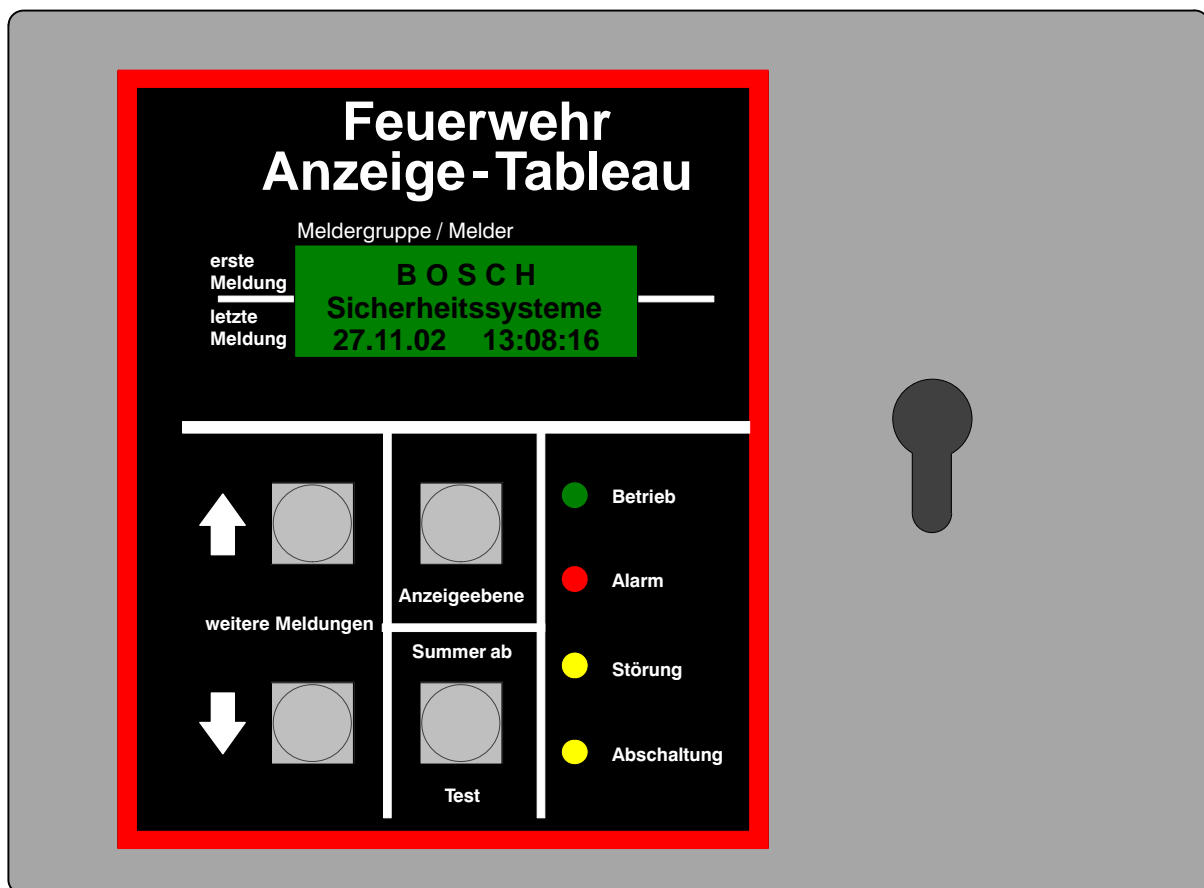 Feuerwehr
Anzeige-Tableau
Meldergruppe / Melder
erste
Meldung
letzte
Meldung
B O S C H
Sicherheitssysteme
27.11.02 13:08:16
weitere Meldungen
Anzeigeebene
Summer ab
Test
Betrieb
Alarm
Störung
Abschaltung